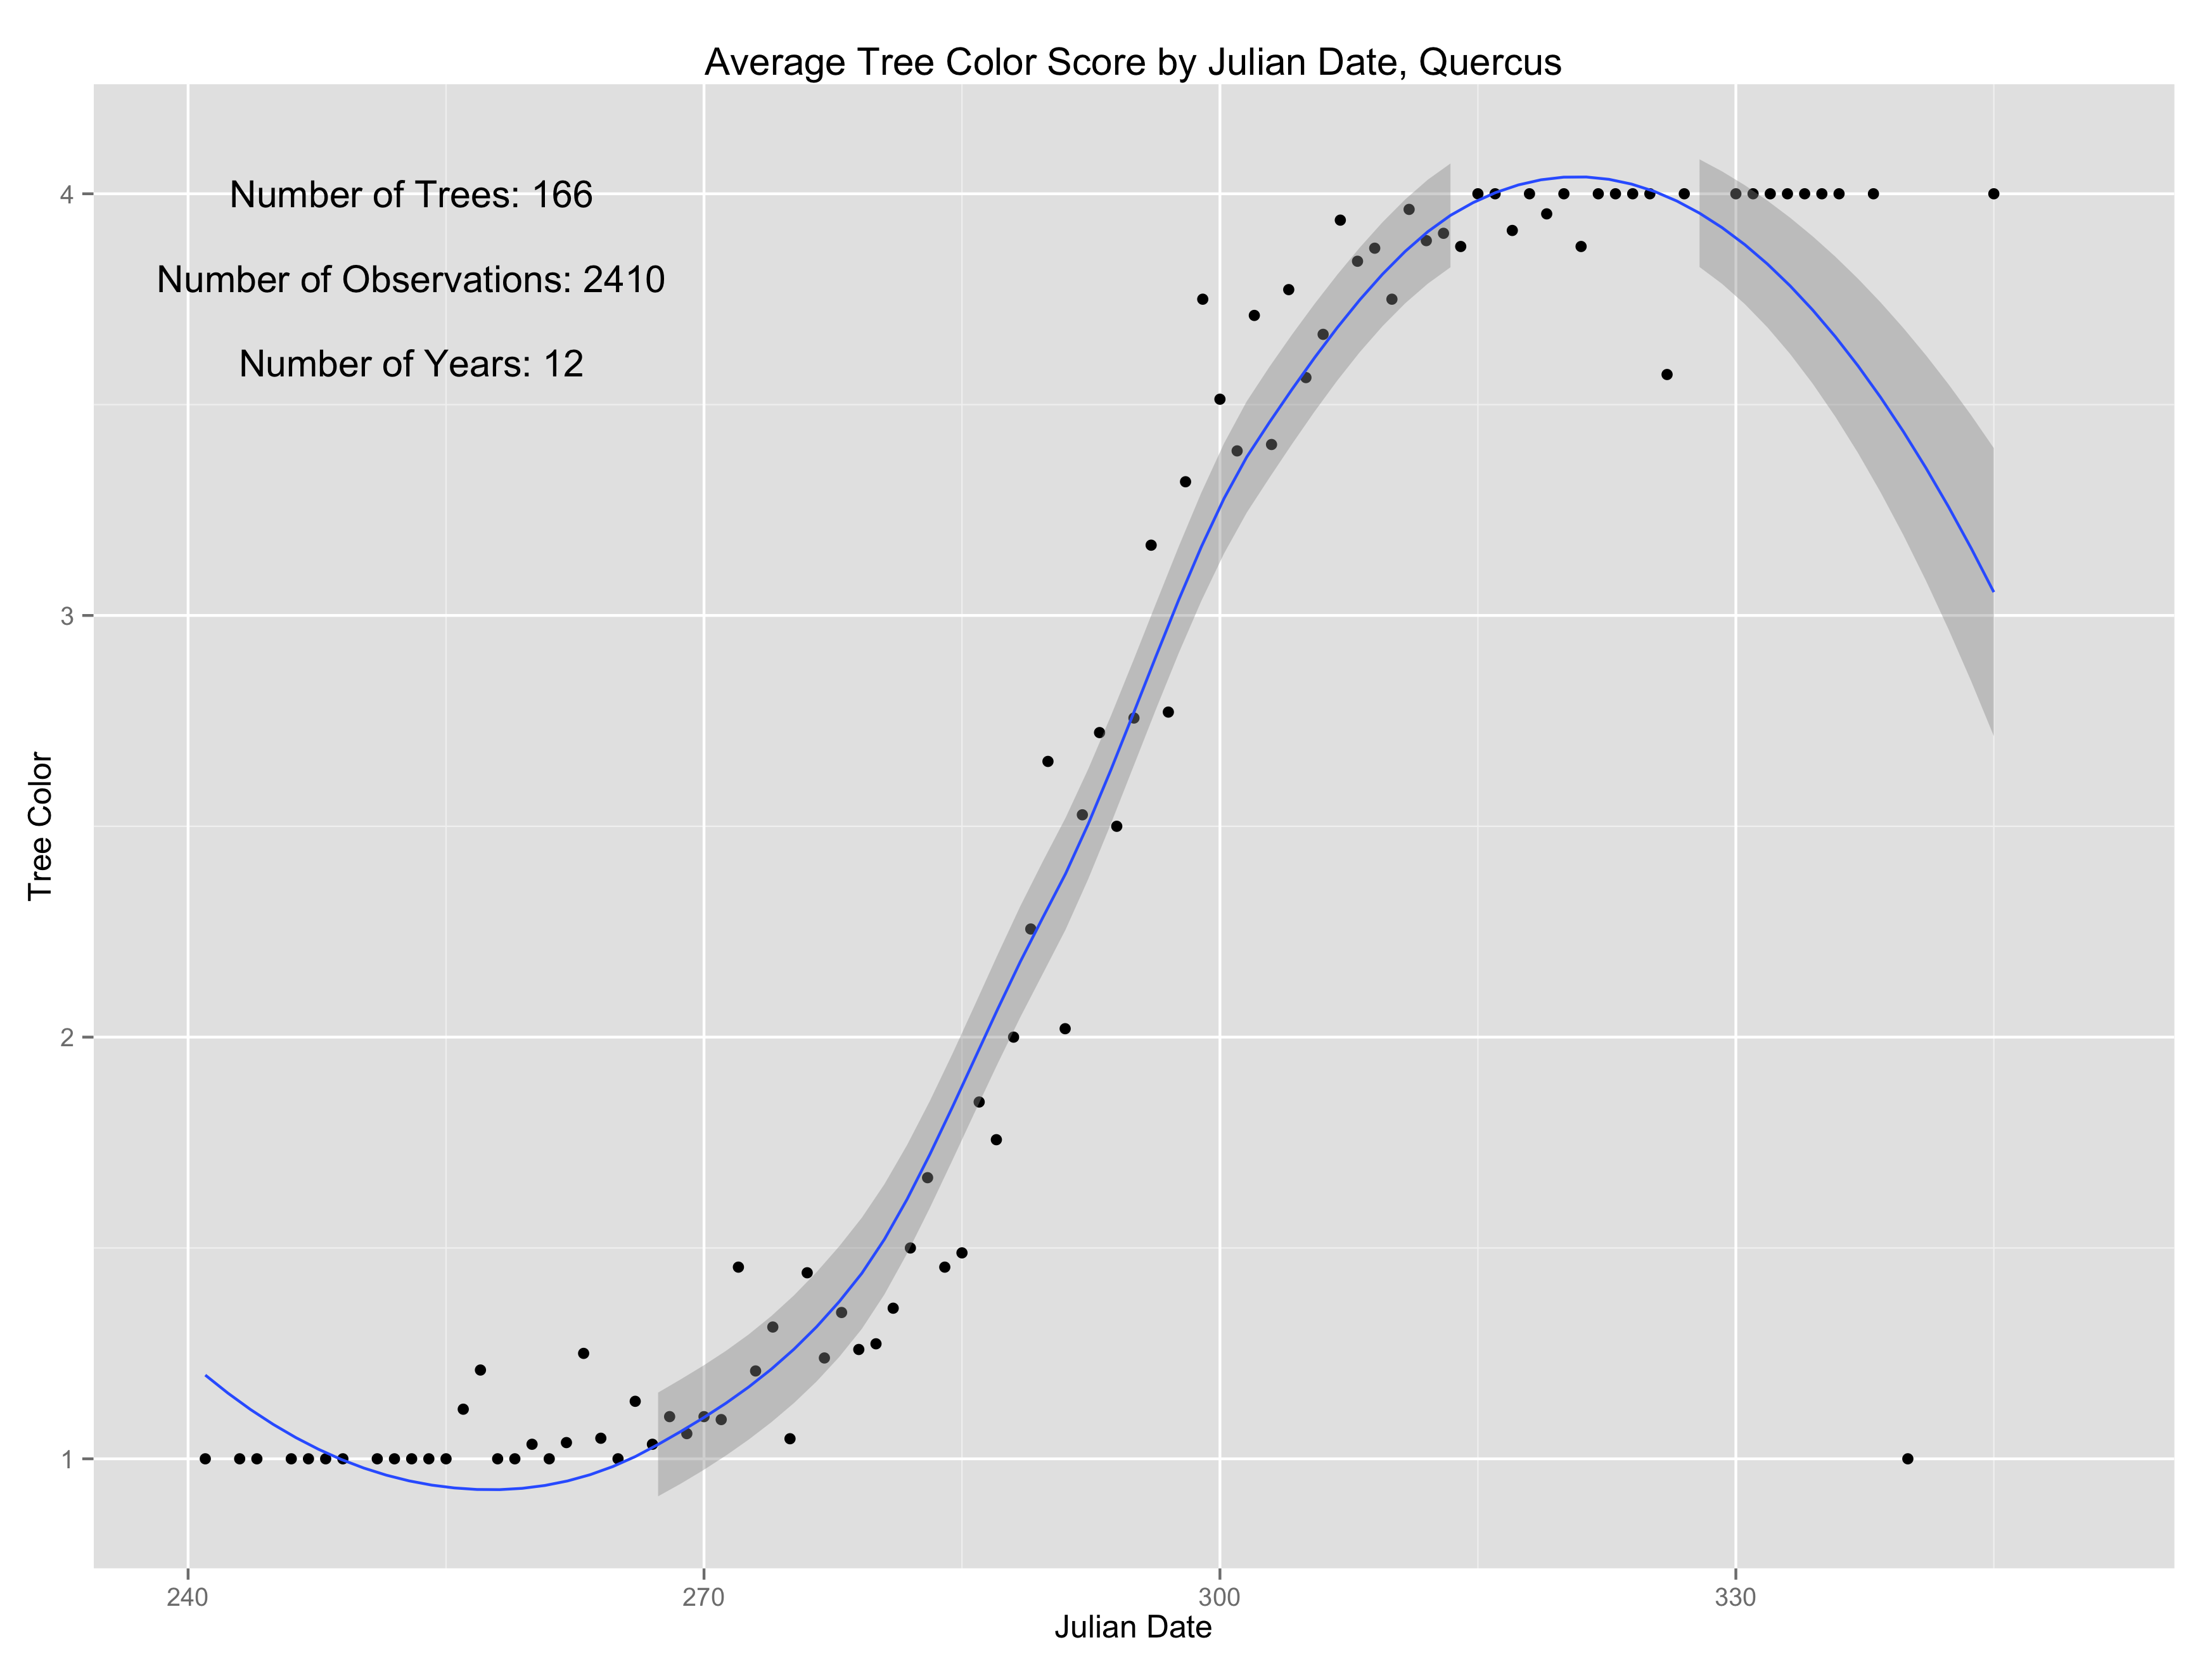 Average Tree Color Score by Julian Date, Quercus
Number of Trees: 166
Number of Observations: 2410
Number of Years: 12
Tree Color
4
3
2
1
240 270 300 330
Julian Date